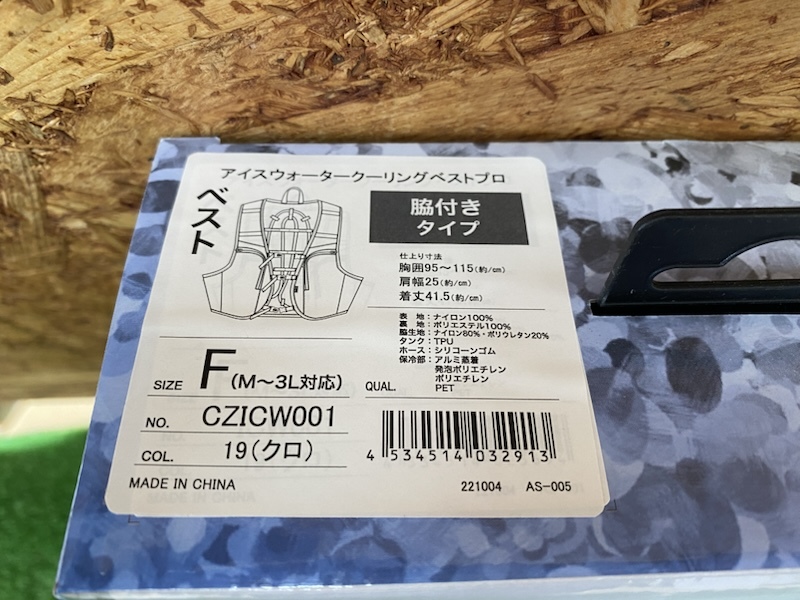 アイスウォータークーリングベストプロ
ベスト
脇付き
タイプ
仕上り寸法
胸囲95～115(約/㎝)
肩幅25(約/㎝)
着丈41.5(約/㎝)
表 地：ナイロン100%
裏 地：ポリエステル100%
脇生地：ナイロン80%・ポリウレタン20%
タンク：TPU
ホース：シリコーンゴム
保冷部：アルミ蒸着
発泡ポリエチレン
ポリエチレン
QUAL. PET
SIZE F(M～3L対応)
NO. CZICW001
COL. 19(クロ)
4 534514 032913
MADE IN CHINA
221004 AS-005